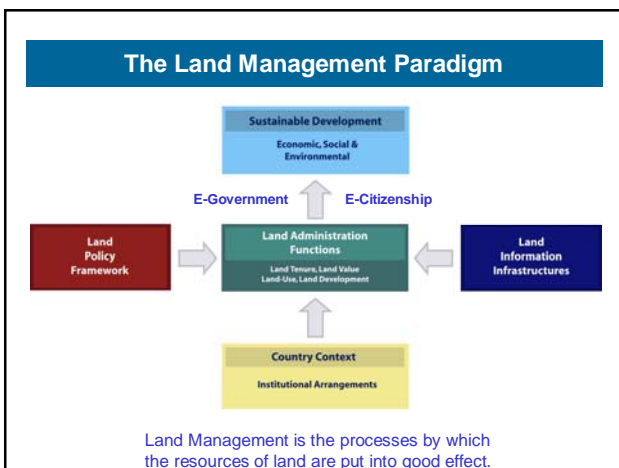 The Land Management Paradigm
Sustainable Development
Economic, Social &
Environmental
E-Government
E-Citizenship
Land
Policy
Framework
Land Administration
Functions
Land Tenure, Land Value
Land-Use, Land Development
Land
Information
Infrastructures
Country Context
Institutional Arrangements
Land Management is the processes by which
the resources of land are put into good effect.